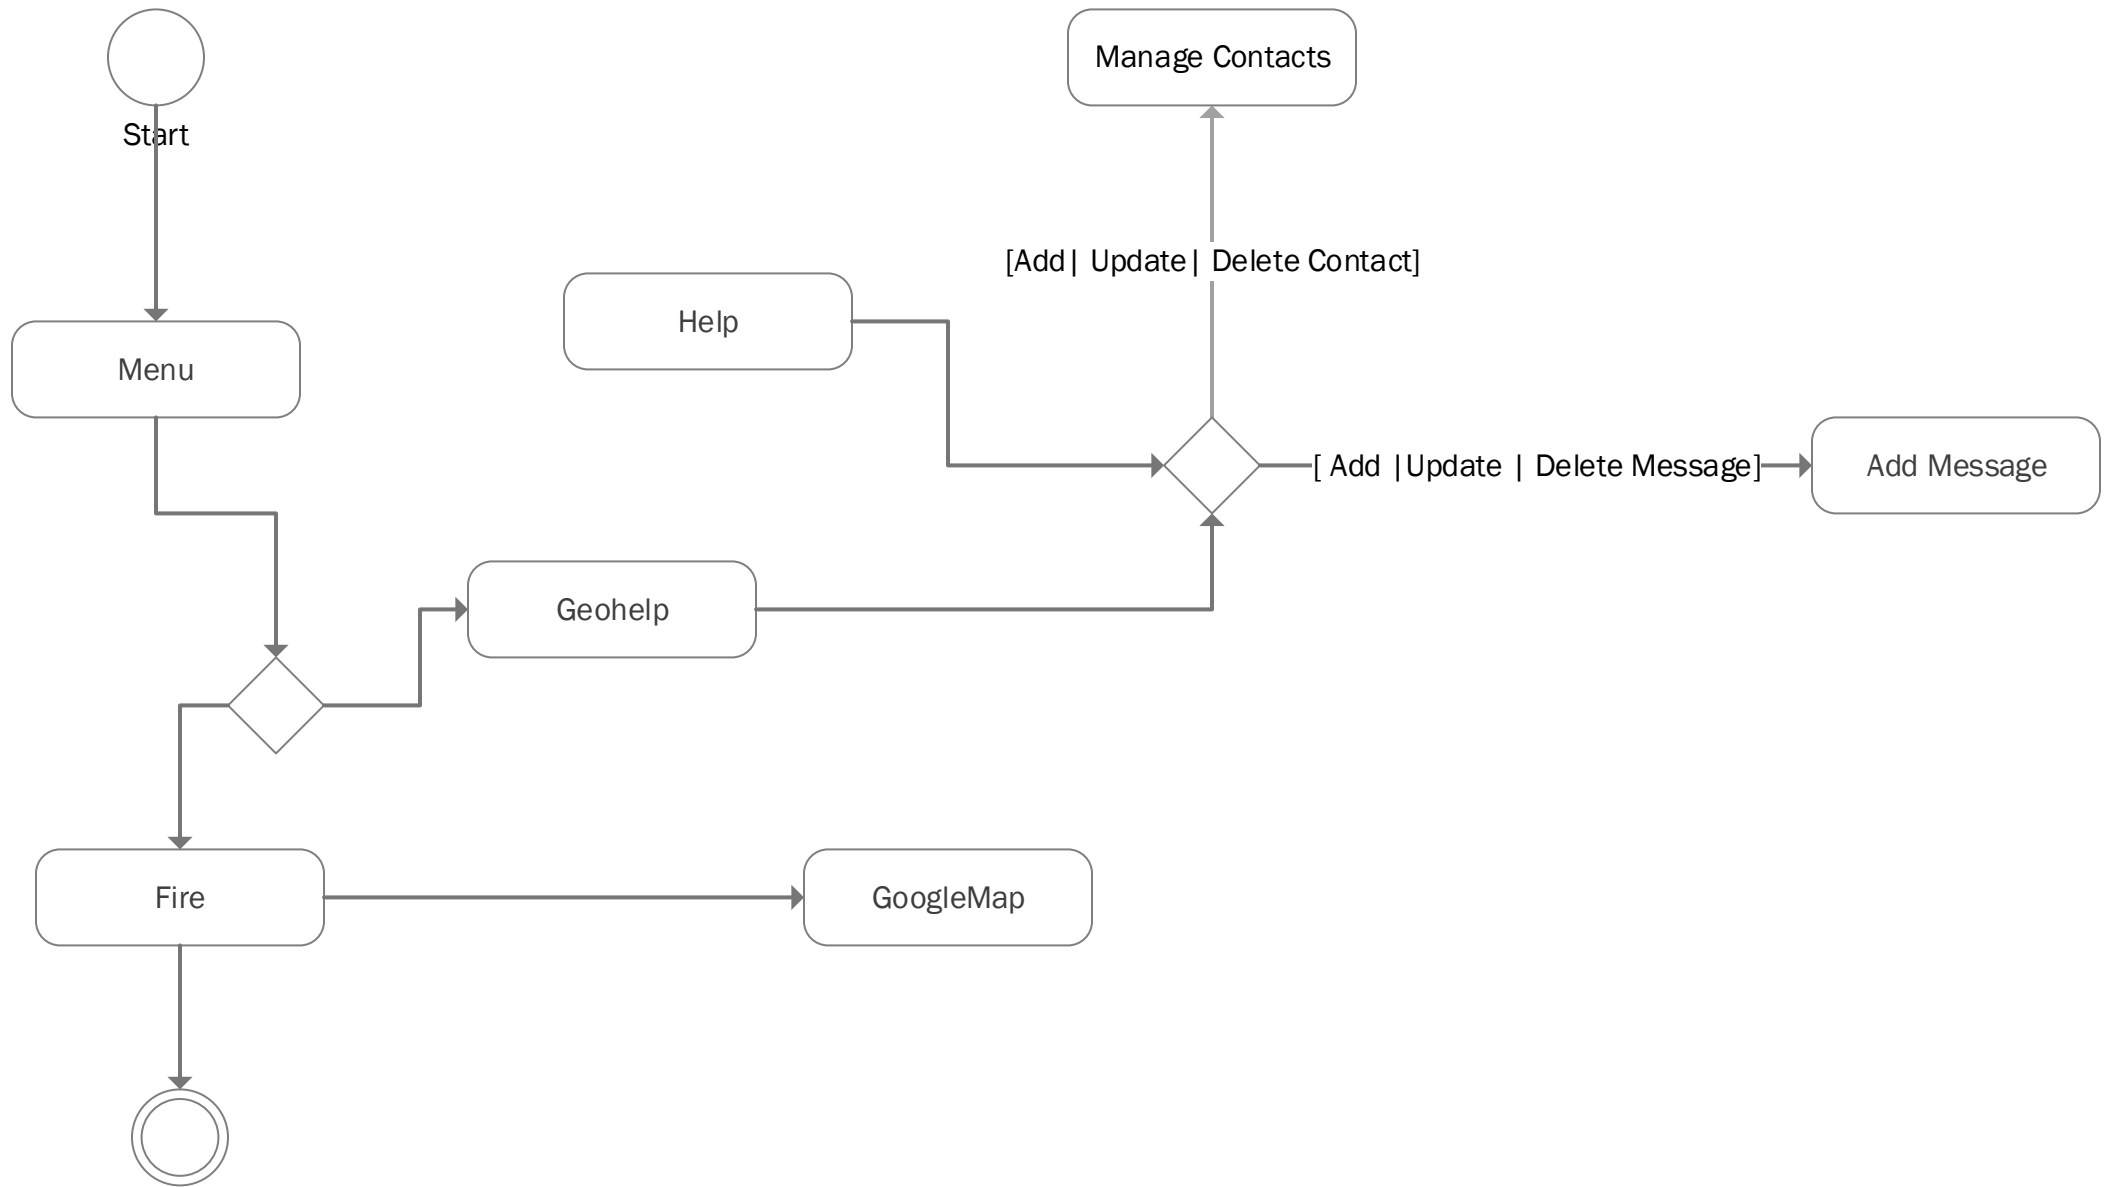 Manage Contacts
Start
[Add| Update| Delete Contact]
Help
Menu
[ Add |Update | Delete Message]
Add Message
Geohelp
Fire
GoogleMap